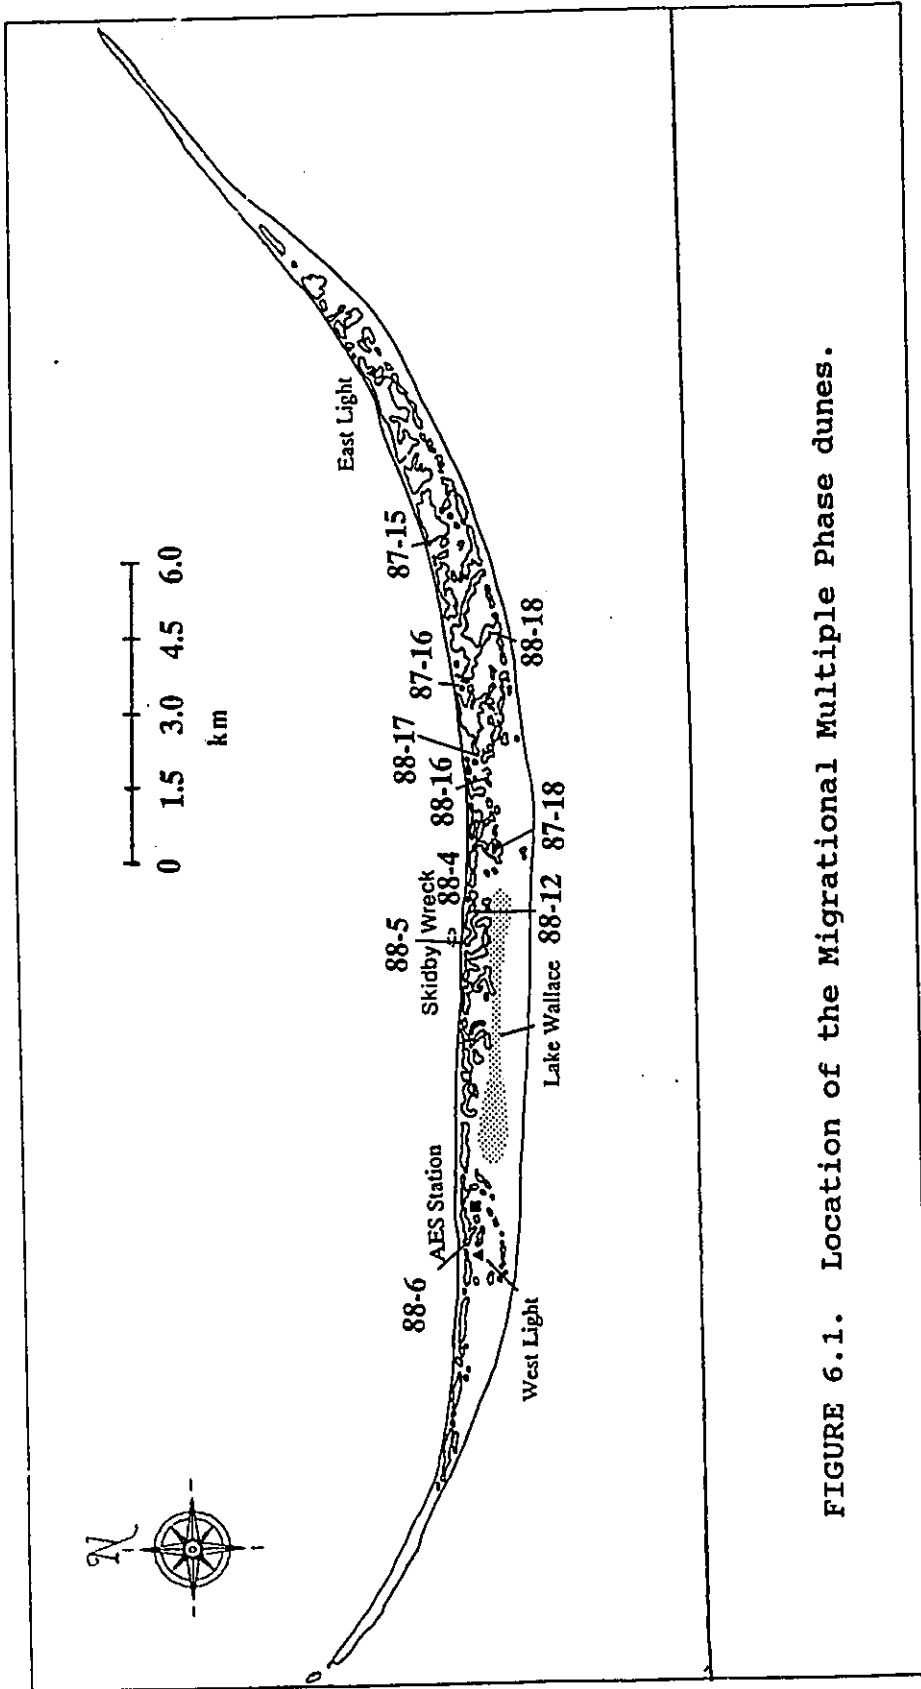 N
0 1.5 3.0 4.5 6.0
km
East Light
87-15
87-16
88-17
88-16
88-4
Skidby Wreck
88-5
AES Station
88-6
West Light
Lake Wallace
88-12
87-18
88-18
FIGURE 6.1. Location of the Migrational Multiple Phase dunes.